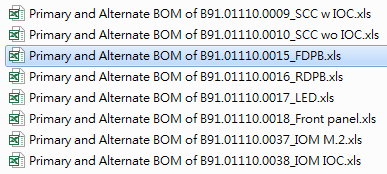 Primary and Alternate BOM of B91.01110.0009_SCC w IOC.xls
Primary and Alternate BOM of B91.01110.0010_SCC wo IOC.xls
Primary and Alternate BOM of B91.01110.0015_FDPB.xls
Primary and Alternate BOM of B91.01110.0016_RDPB.xls
Primary and Alternate BOM of B91.01110.0017_LED.xls
Primary and Alternate BOM of B91.01110.0018_Front panel.xls
Primary and Alternate BOM of B91.01110.0037_IOM M.2.xls
Primary and Alternate BOM of B91.01110.0038_IOM IOC.xls